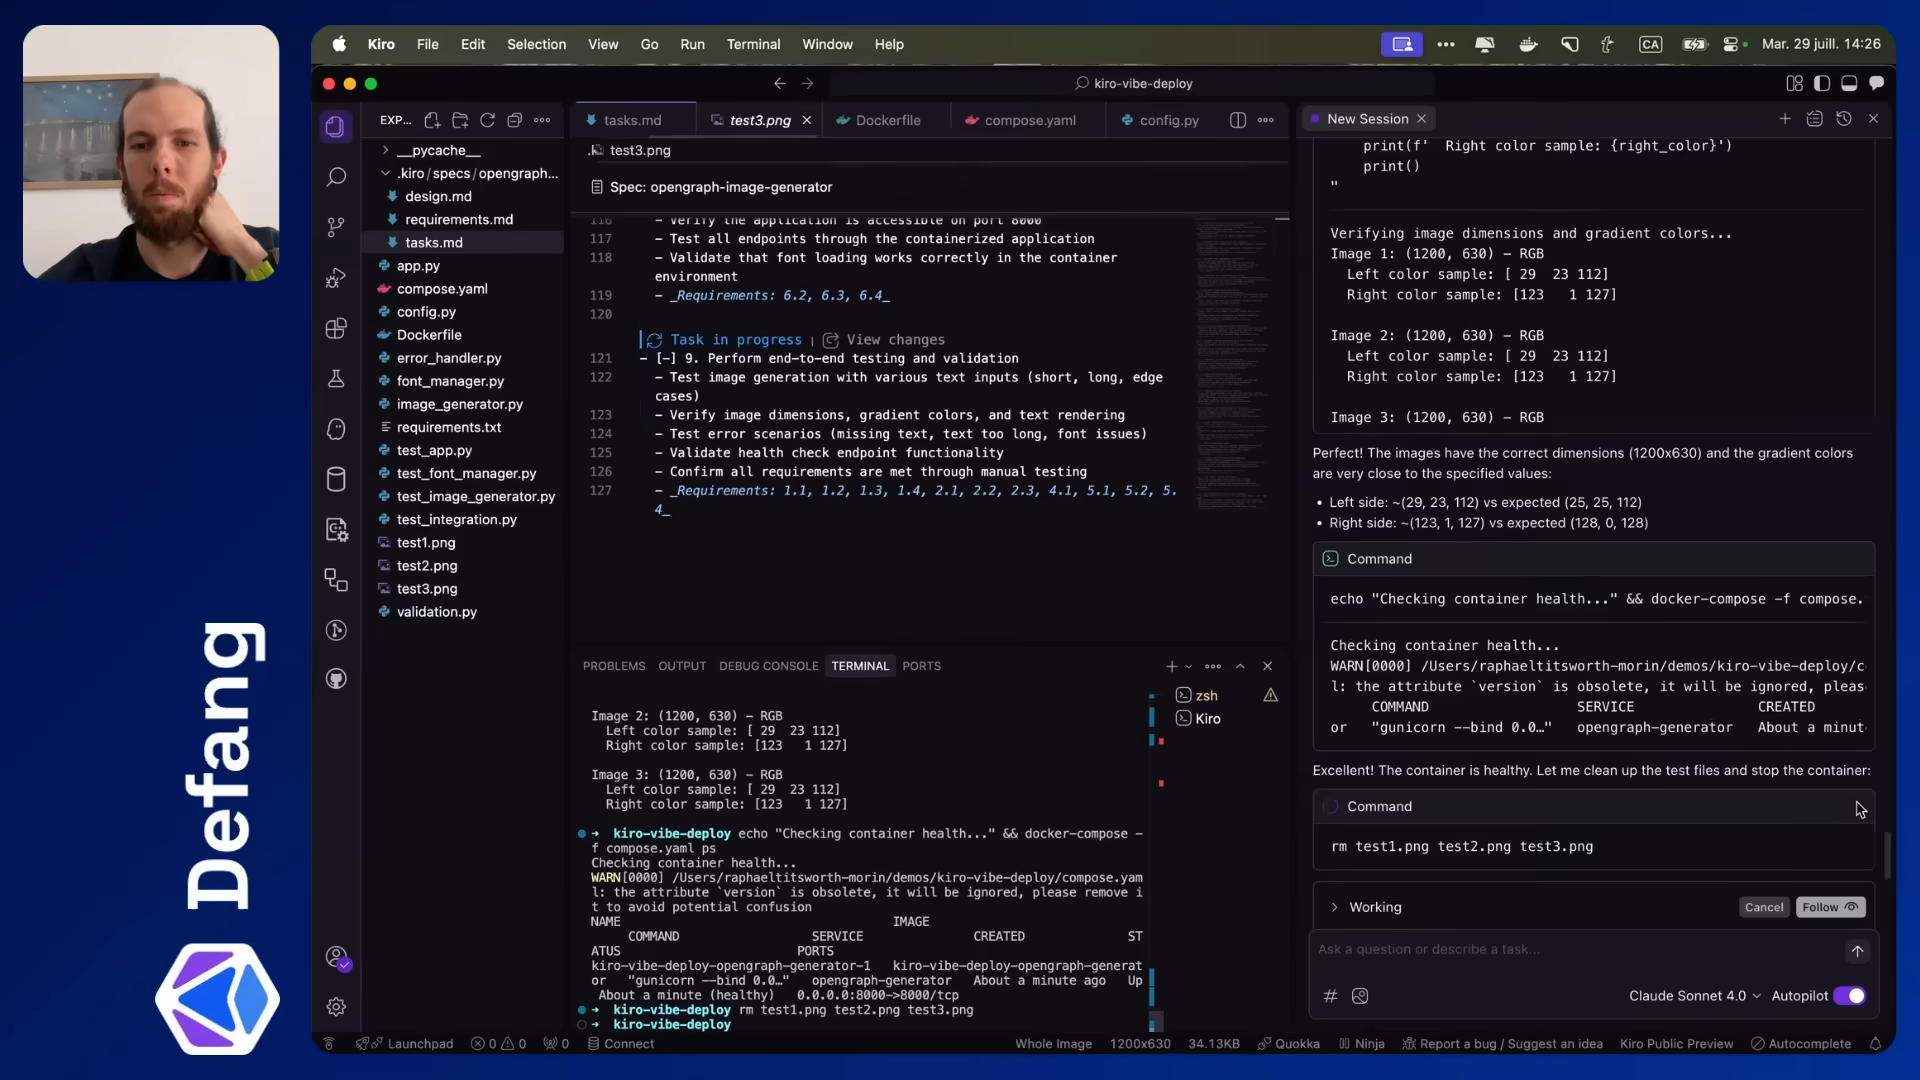 Kiro File Edit Selection View Go Run Terminal Window Help
CA
Mar. 29 juill. 14:26
kiro-vibe-deploy
EXP...
__pycache__
.kiro/specs/opengraph...
design.md
requirements.md
tasks.md
app.py
compose.yaml
config.py
Dockerfile
error_handler.py
font_manager.py
image_generator.py
requirements.txt
test_app.py
test_font_manager.py
test_image_generator.py
test_integration.py
test1.png
test2.png
test3.png
validation.py
tasks.md test3.png Dockerfile compose.yaml config.py
test3.png
Spec: opengraph-image-generator
116 - Verify the application is accessible on port 8000
117 - Test all endpoints through the containerized application
118 - Validate that font loading works correctly in the container
environment
119 - _Requirements: 6.2, 6.3, 6.4_
120
Task in progress | View changes
121 - [-] 9. Perform end-to-end testing and validation
122 - Test image generation with various text inputs (short, long, edge
cases)
123 - Verify image dimensions, gradient colors, and text rendering
124 - Test error scenarios (missing text, text too long, font issues)
125 - Validate health check endpoint functionality
126 - Confirm all requirements are met through manual testing
127 - _Requirements: 1.1, 1.2, 1.3, 1.4, 2.1, 2.2, 2.3, 4.1, 5.1, 5.2, 5.
4_
PROBLEMS OUTPUT DEBUG CONSOLE TERMINAL PORTS
zsh
Kiro
Image 2: (1200, 630) – RGB
Left color sample: [ 29 23 112]
Right color sample: [123 1 127]
Image 3: (1200, 630) – RGB
Left color sample: [ 29 23 112]
Right color sample: [123 1 127]
→ kiro-vibe-deploy echo "Checking container health..." && docker-compose -
f compose.yaml ps
Checking container health...
WARN[0000] /Users/raphaeltitsworth-morin/demos/kiro-vibe-deploy/compose.yam
l: the attribute `version` is obsolete, it will be ignored, please remove i
t to avoid potential confusion
NAME IMAGE
COMMAND SERVICE CREATED ST
ATUS PORTS
kiro-vibe-deploy-opengraph-generator-1 kiro-vibe-deploy-opengraph-generat
or "gunicorn --bind 0.0…" opengraph-generator About a minute ago Up
About a minute (healthy) 0.0.0.0:8000->8000/tcp
→ kiro-vibe-deploy rm test1.png test2.png test3.png
→ kiro-vibe-deploy
New Session
print(f' Right color sample: {right_color}')
print()
"
Verifying image dimensions and gradient colors...
Image 1: (1200, 630) – RGB
Left color sample: [ 29 23 112]
Right color sample: [123 1 127]
Image 2: (1200, 630) – RGB
Left color sample: [ 29 23 112]
Right color sample: [123 1 127]
Image 3: (1200, 630) – RGB
Perfect! The images have the correct dimensions (1200x630) and the gradient colors
are very close to the specified values:
• Left side: ~(29, 23, 112) vs expected (25, 25, 112)
• Right side: ~(123, 1, 127) vs expected (128, 0, 128)
Command
echo "Checking container health..." && docker-compose -f compose.
Checking container health...
WARN[0000] /Users/raphaeltitsworth-morin/demos/kiro-vibe-deploy/c
l: the attribute `version` is obsolete, it will be ignored, pleas
COMMAND SERVICE CREATED
or "gunicorn --bind 0.0…" opengraph-generator About a minut
Excellent! The container is healthy. Let me clean up the test files and stop the container:
Command
rm test1.png test2.png test3.png
Working Cancel Follow
Ask a question or describe a task...
# Claude Sonnet 4.0 Autopilot
Launchpad 0 0 0 Connect Whole Image 1200x630 34.13KB Quokka Ninja Report a bug / Suggest an idea Kiro Public Preview Autocomplete
Defang